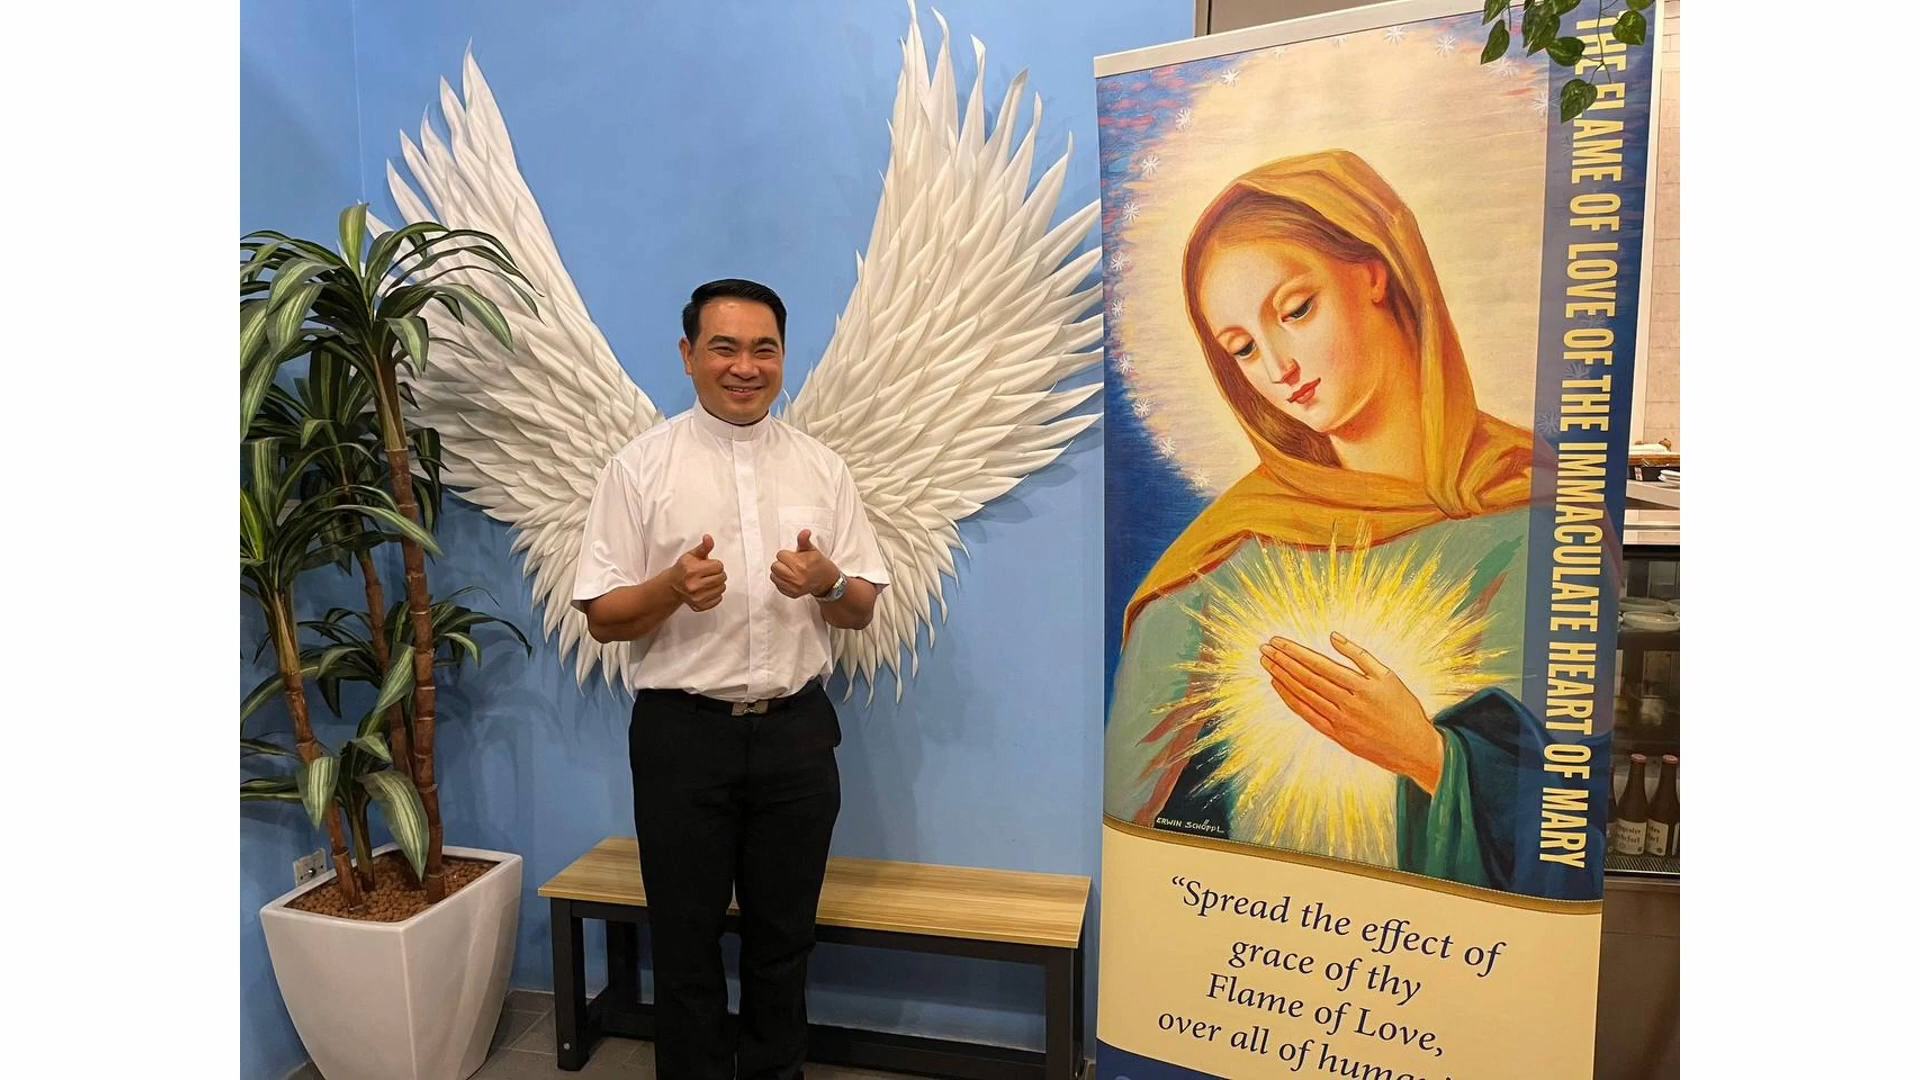 THE FLAME OF LOVE OF THE IMMACULATE HEART OF MARY
ERWIN SCHÖPPL
“Spread the effect of
grace of thy
Flame of Love,
over all of